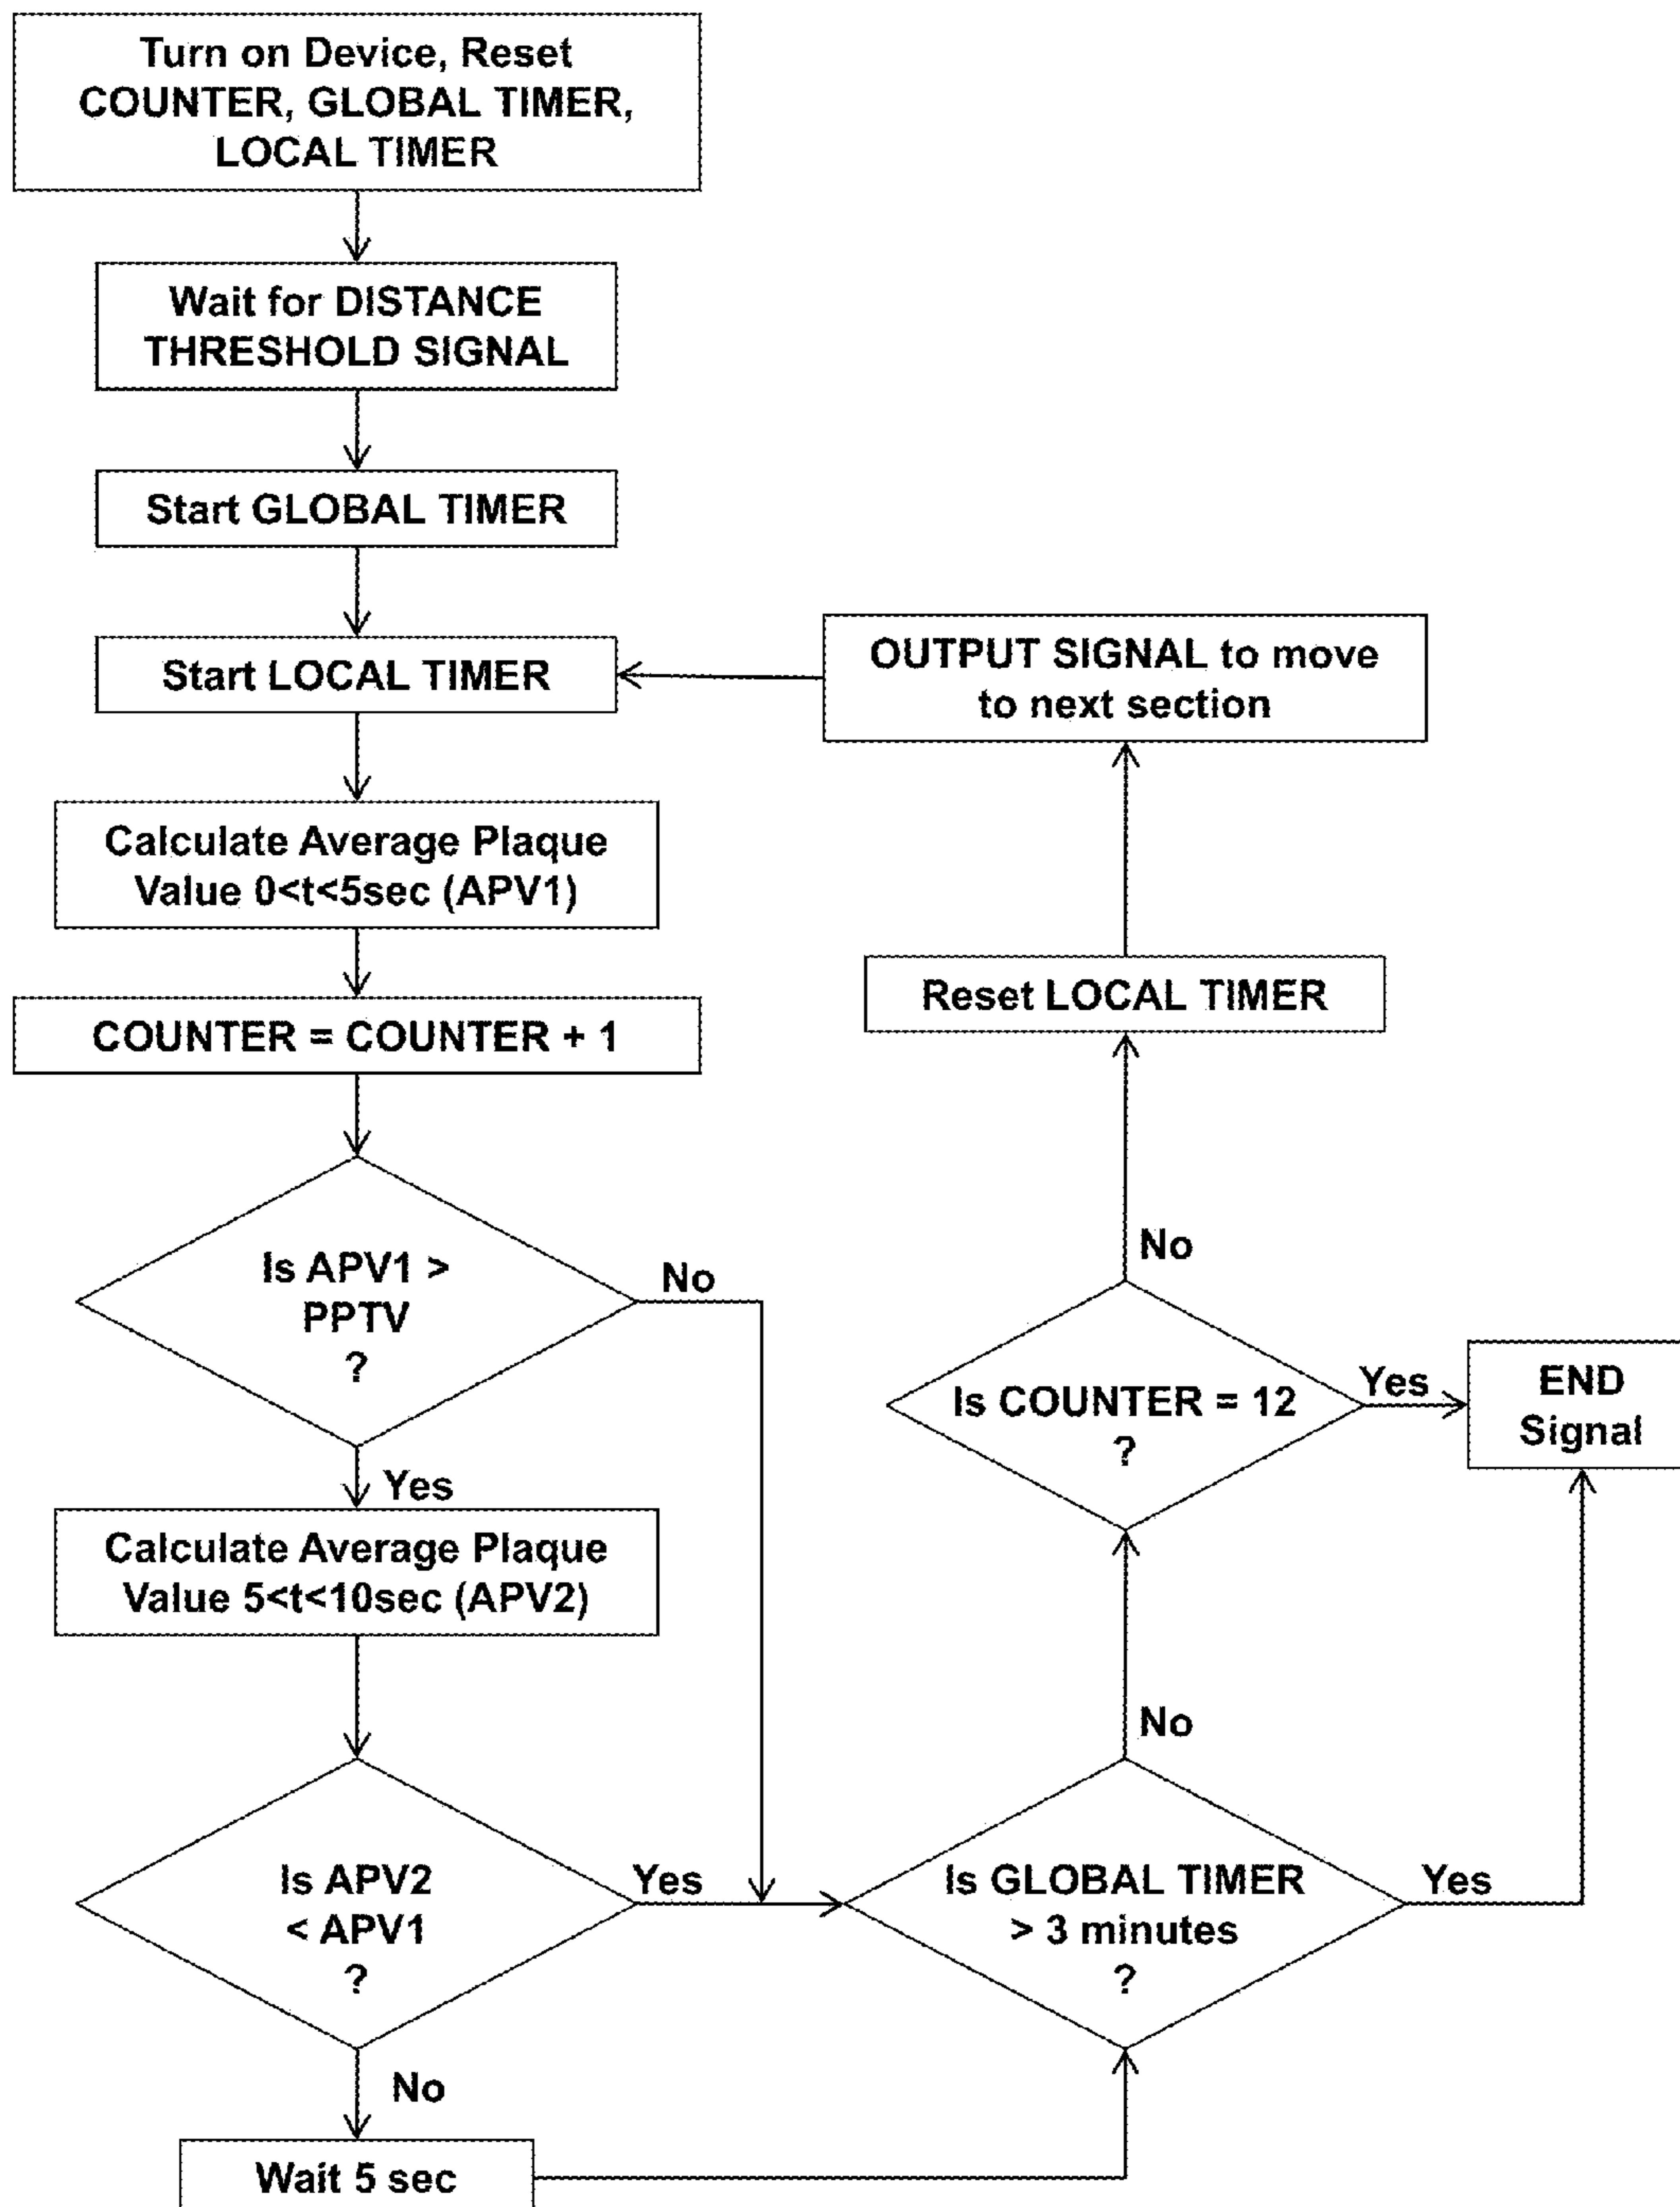 Turn on Device, Reset
COUNTER, GLOBAL TIMER,
LOCAL TIMER
Wait for DISTANCE
THRESHOLD SIGNAL
Start GLOBAL TIMER
Start LOCAL TIMER
OUTPUT SIGNAL to move
to next section
Calculate Average Plaque
Value 0<t<5sec (APV1)
Reset LOCAL TIMER
COUNTER = COUNTER + 1
Is APV1 >
PPTV
?
No
No
Is COUNTER = 12
?
Yes
END
Signal
Yes
Calculate Average Plaque
Value 5<t<10sec (APV2)
No
Is APV2
< APV1
?
Yes
Is GLOBAL TIMER
> 3 minutes
?
Yes
No
Wait 5 sec